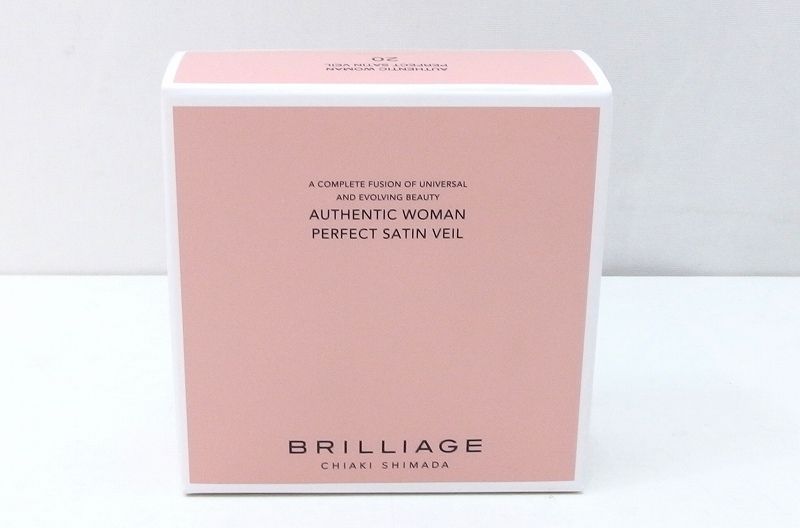 AUTHENTIC WOMAN
PERFECT SATIN VEIL
20
A COMPLETE FUSION OF UNIVERSAL
AND EVOLVING BEAUTY
AUTHENTIC WOMAN
PERFECT SATIN VEIL
BRILLIAGE
CHIAKI SHIMADA